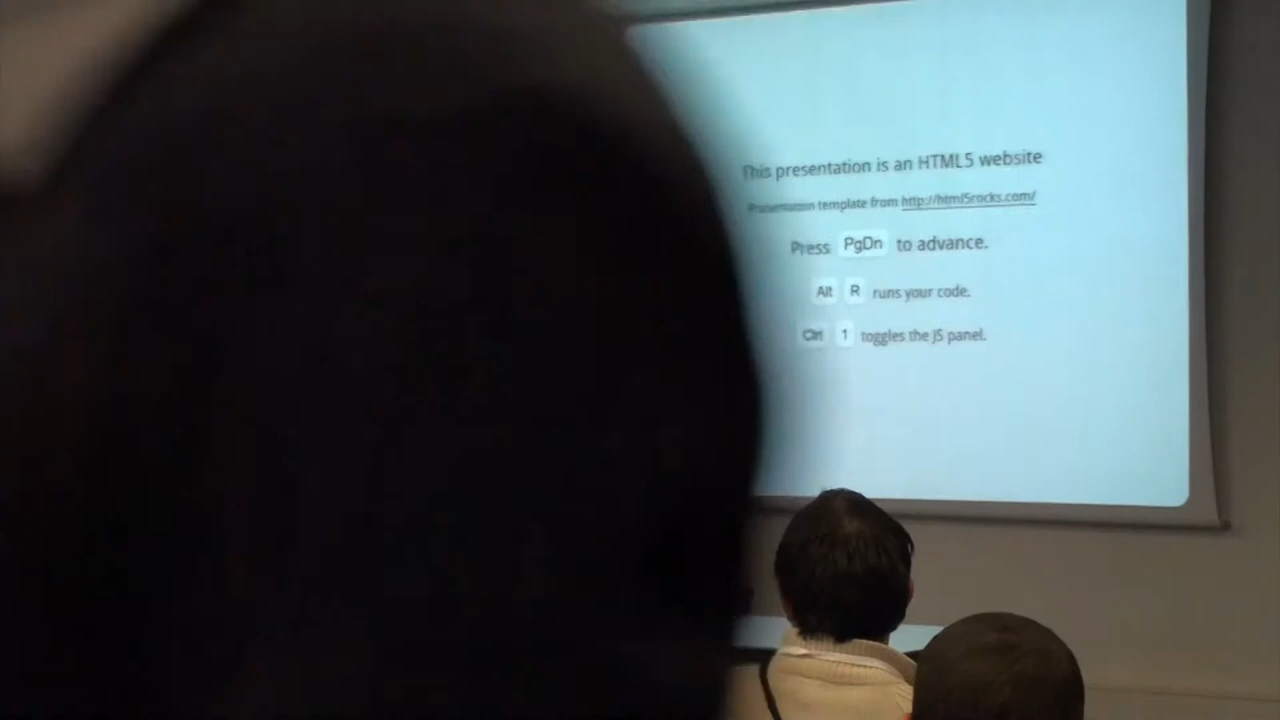 This presentation is an HTML5 website
Presentation template from http://html5rocks.com/
Press PgDn to advance.
Alt R runs your code.
Ctrl 1 toggles the JS panel.